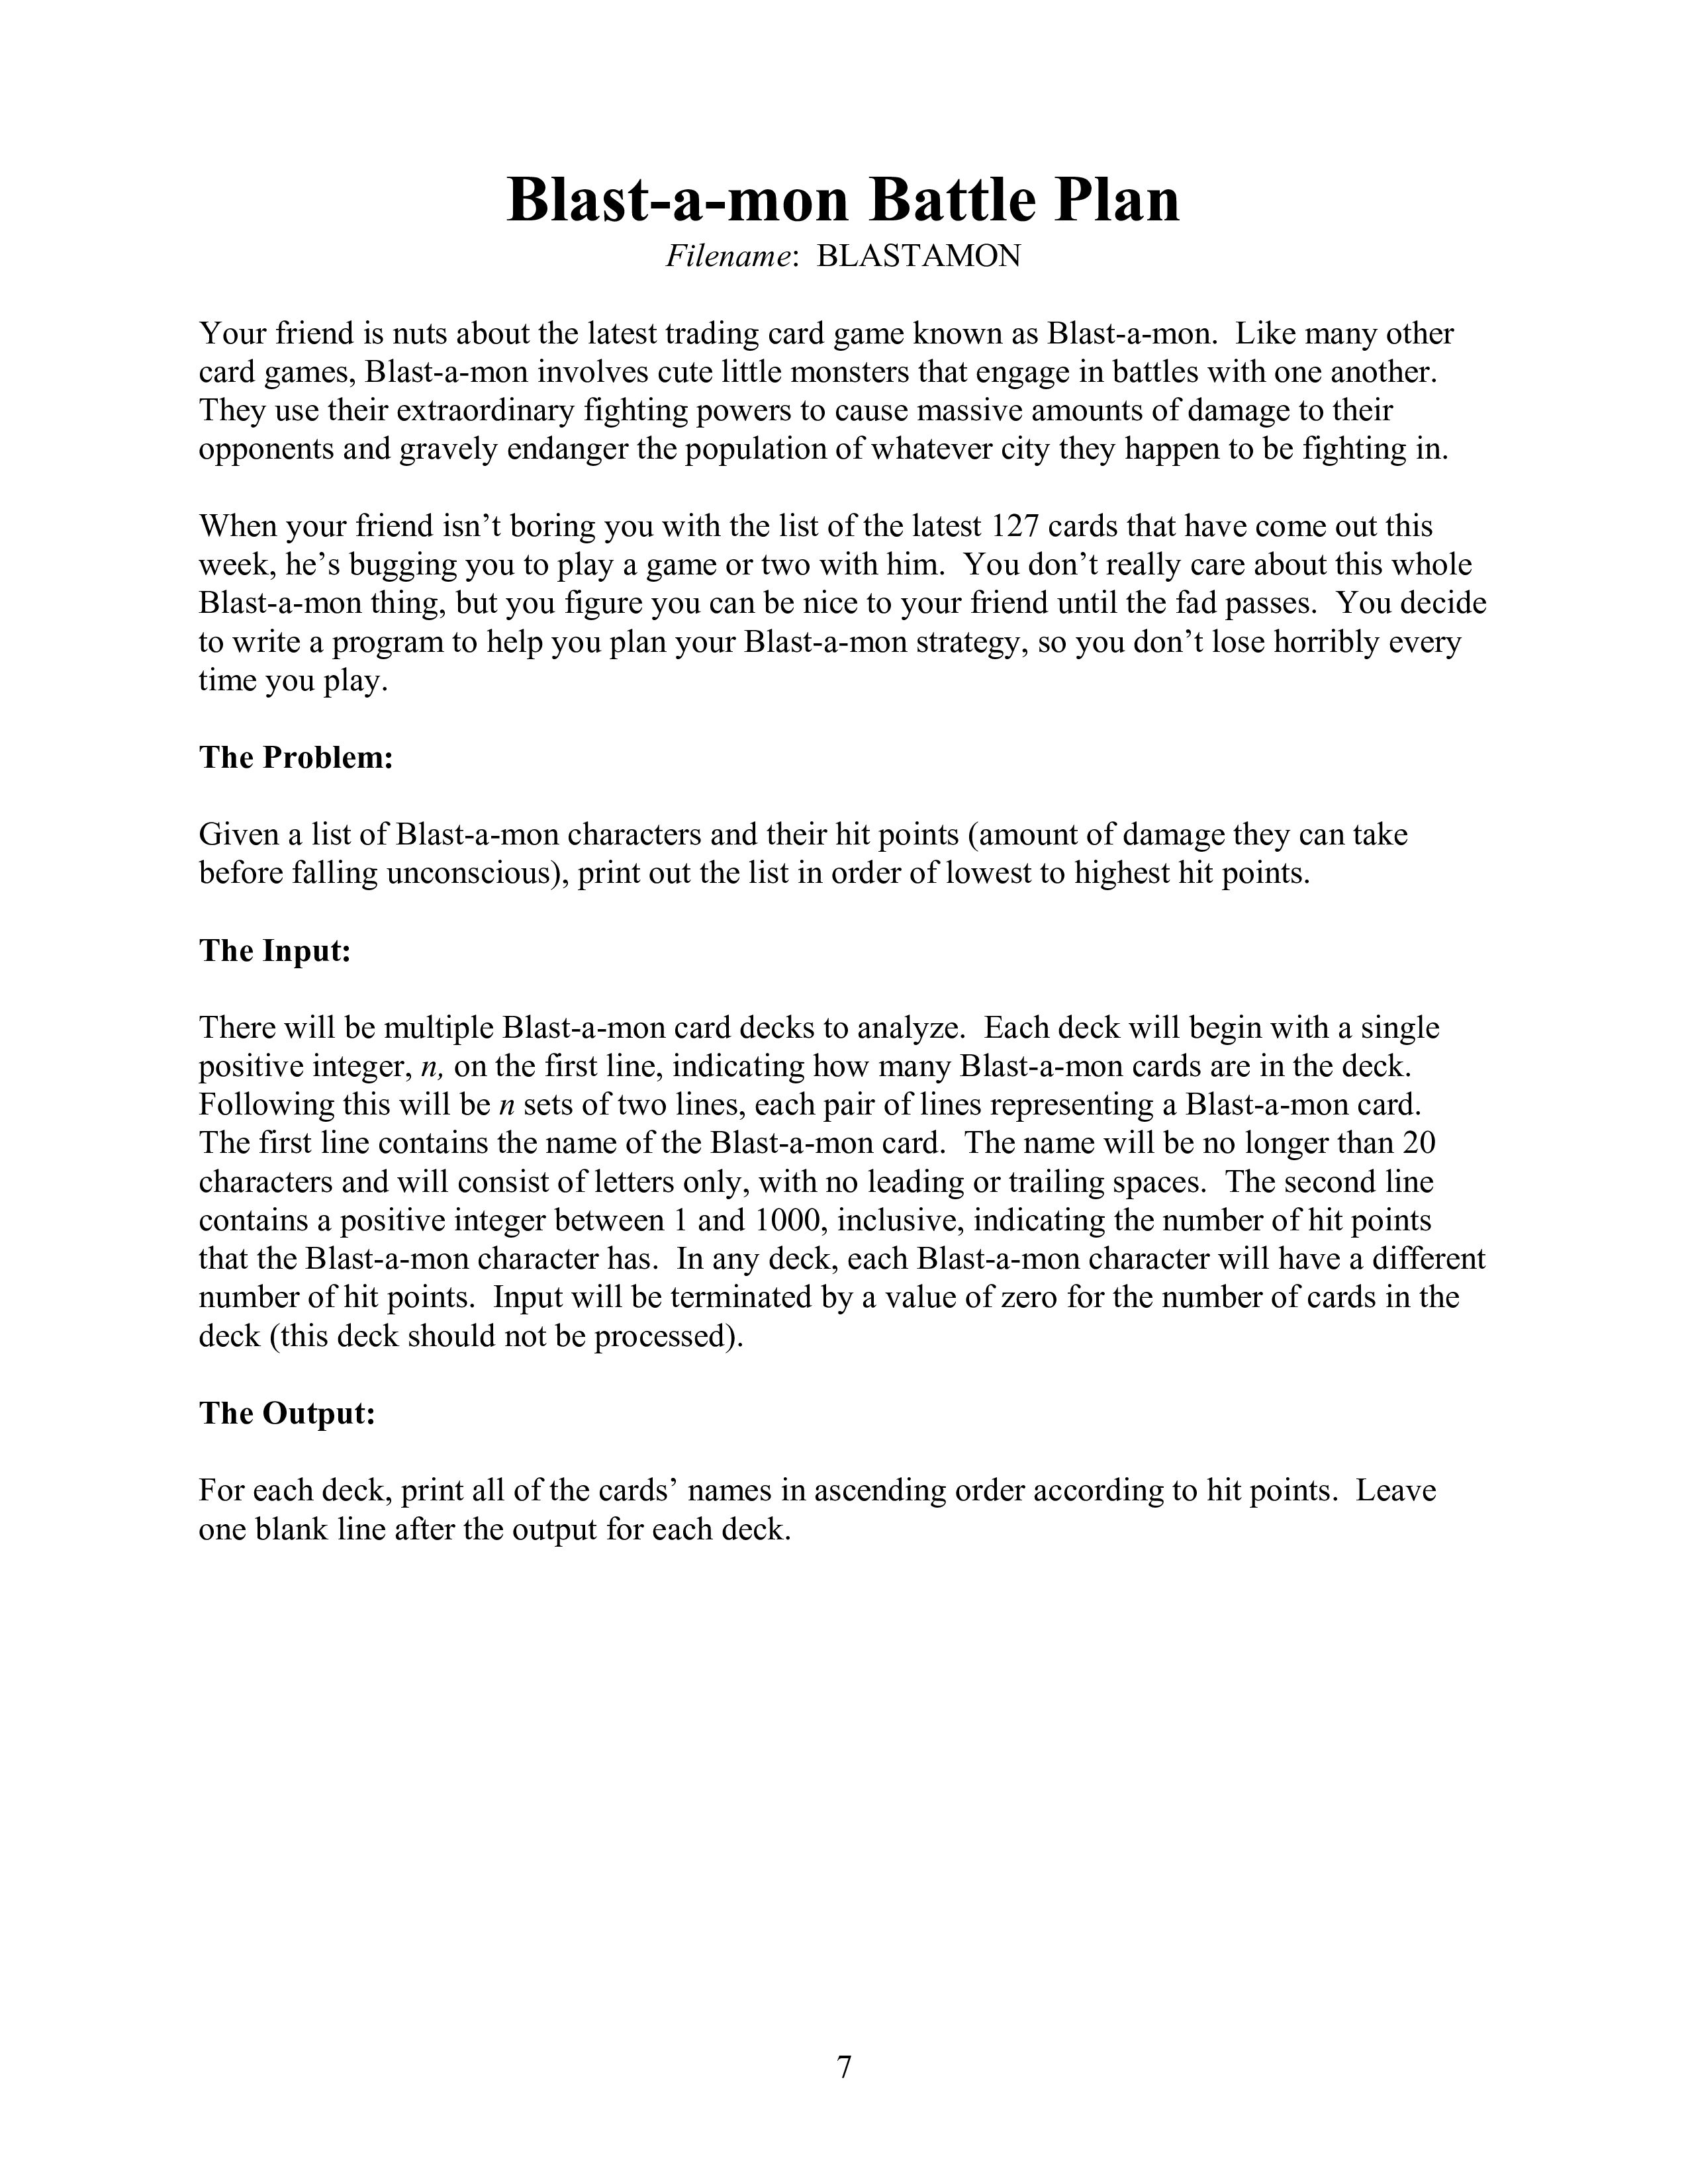 Blast-a-mon Battle Plan
Filename:  BLASTAMON
Your friend is nuts about the latest trading card game known as Blast-a-mon.  Like many other
card games, Blast-a-mon involves cute little monsters that engage in battles with one another.
They use their extraordinary fighting powers to cause massive amounts of damage to their
opponents and gravely endanger the population of whatever city they happen to be fighting in.
When your friend isn’t boring you with the list of the latest 127 cards that have come out this
week, he’s bugging you to play a game or two with him.  You don’t really care about this whole
Blast-a-mon thing, but you figure you can be nice to your friend until the fad passes.  You decide
to write a program to help you plan your Blast-a-mon strategy, so you don’t lose horribly every
time you play.
The Problem:
Given a list of Blast-a-mon characters and their hit points (amount of damage they can take
before falling unconscious), print out the list in order of lowest to highest hit points.
The Input:
There will be multiple Blast-a-mon card decks to analyze.  Each deck will begin with a single
positive integer, n, on the first line, indicating how many Blast-a-mon cards are in the deck.
Following this will be n sets of two lines, each pair of lines representing a Blast-a-mon card.
The first line contains the name of the Blast-a-mon card.  The name will be no longer than 20
characters and will consist of letters only, with no leading or trailing spaces.  The second line
contains a positive integer between 1 and 1000, inclusive, indicating the number of hit points
that the Blast-a-mon character has.  In any deck, each Blast-a-mon character will have a different
number of hit points.  Input will be terminated by a value of zero for the number of cards in the
deck (this deck should not be processed).
The Output:
For each deck, print all of the cards’ names in ascending order according to hit points.  Leave
one blank line after the output for each deck.
7